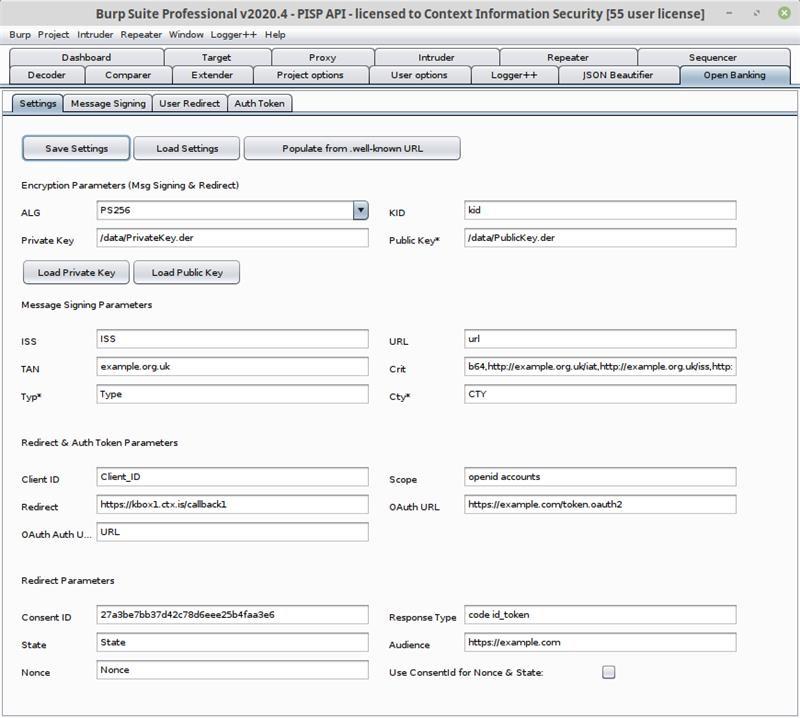 Burp Suite Professional v2020.4 - PISP API - licensed to Context Information Security [55 user license]
Burp Project Intruder Repeater Window Logger++ Help
Dashboard Target Proxy Intruder Repeater Sequencer
Decoder Comparer Extender Project options User options Logger++ JSON Beautifier Open Banking
Settings Message Signing User Redirect Auth Token
Save Settings Load Settings Populate from .well-known URL
Encryption Parameters (Msg Signing & Redirect)
ALG PS256 KID kid
Private Key /data/PrivateKey.der Public Key* /data/PublicKey.der
Load Private Key Load Public Key
Message Signing Parameters
ISS ISS URL url
TAN example.org.uk Crit b64,http://example.org.uk/iat,http://example.org.uk/iss,http:
Typ* Type Cty* CTY
Redirect & Auth Token Parameters
Client ID Client_ID Scope openid accounts
Redirect https://kbox1.ctx.is/callback1 OAuth URL https://example.com/token.oauth2
OAuth Auth U... URL
Redirect Parameters
Consent ID 27a3be7bb37d42c78d6eee25b4faa3e6 Response Type code id_token
State State Audience https://example.com
Nonce Nonce Use ConsentId for Nonce & State: